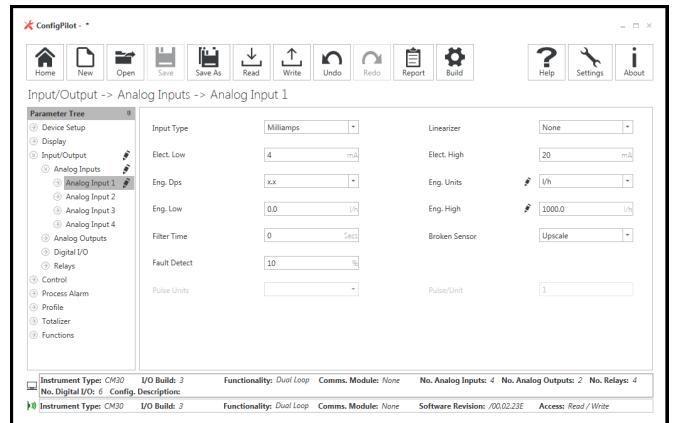 ConfigPilot - *
Home New Open Save Save As Read Write Undo Redo Report Build Help Settings About
Input/Output -> Analog Inputs -> Analog Input 1
Parameter Tree
Device Setup
Display
Input/Output
Analog Inputs
Analog Input 1
Analog Input 2
Analog Input 3
Analog Input 4
Analog Outputs
Digital I/O
Relays
Control
Process Alarm
Profile
Totalizer
Functions
Input Type Milliamps Linearizer None
Elect. Low 4 mA Elect. High 20 mA
Eng. Dps x.x Eng. Units l/h
Eng. Low 0.0 l/h Eng. High 1000.0 l/h
Filter Time 0 Secs Broken Sensor Upscale
Fault Detect 10 %
Pulse Units Pulse/Unit 1
Instrument Type: CM30 I/O Build: 3 Functionality: Dual Loop Comms. Module: None No. Analog Inputs: 4 No. Analog Outputs: 2 No. Relays: 4
No. Digital I/O: 6 Config. Description:
Instrument Type: CM30 I/O Build: 3 Functionality: Dual Loop Comms. Module: None Software Revision: /00.02.23E Access: Read / Write